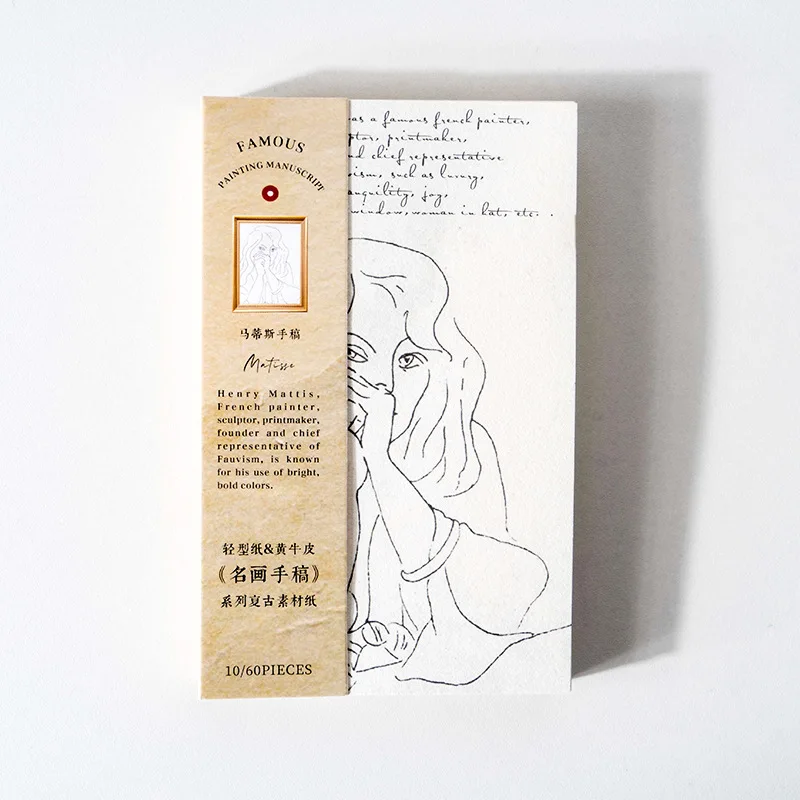 FAMOUS
PAINTING MANUSCRIPT
马蒂斯手稿
Matisse
Henry Mattis,
French painter,
sculptor, printmaker,
founder and chief
representative of
Fauvism, is known
for his use of bright,
bold colors.
轻型纸&黄牛皮
《名画手稿》
系列复古素材纸
10/60PIECES
as a famous french painter,
ptor, printmaker,
nd chief representative
vism, such as luxury,
anquility, joy,
window, woman in hat, etc. .